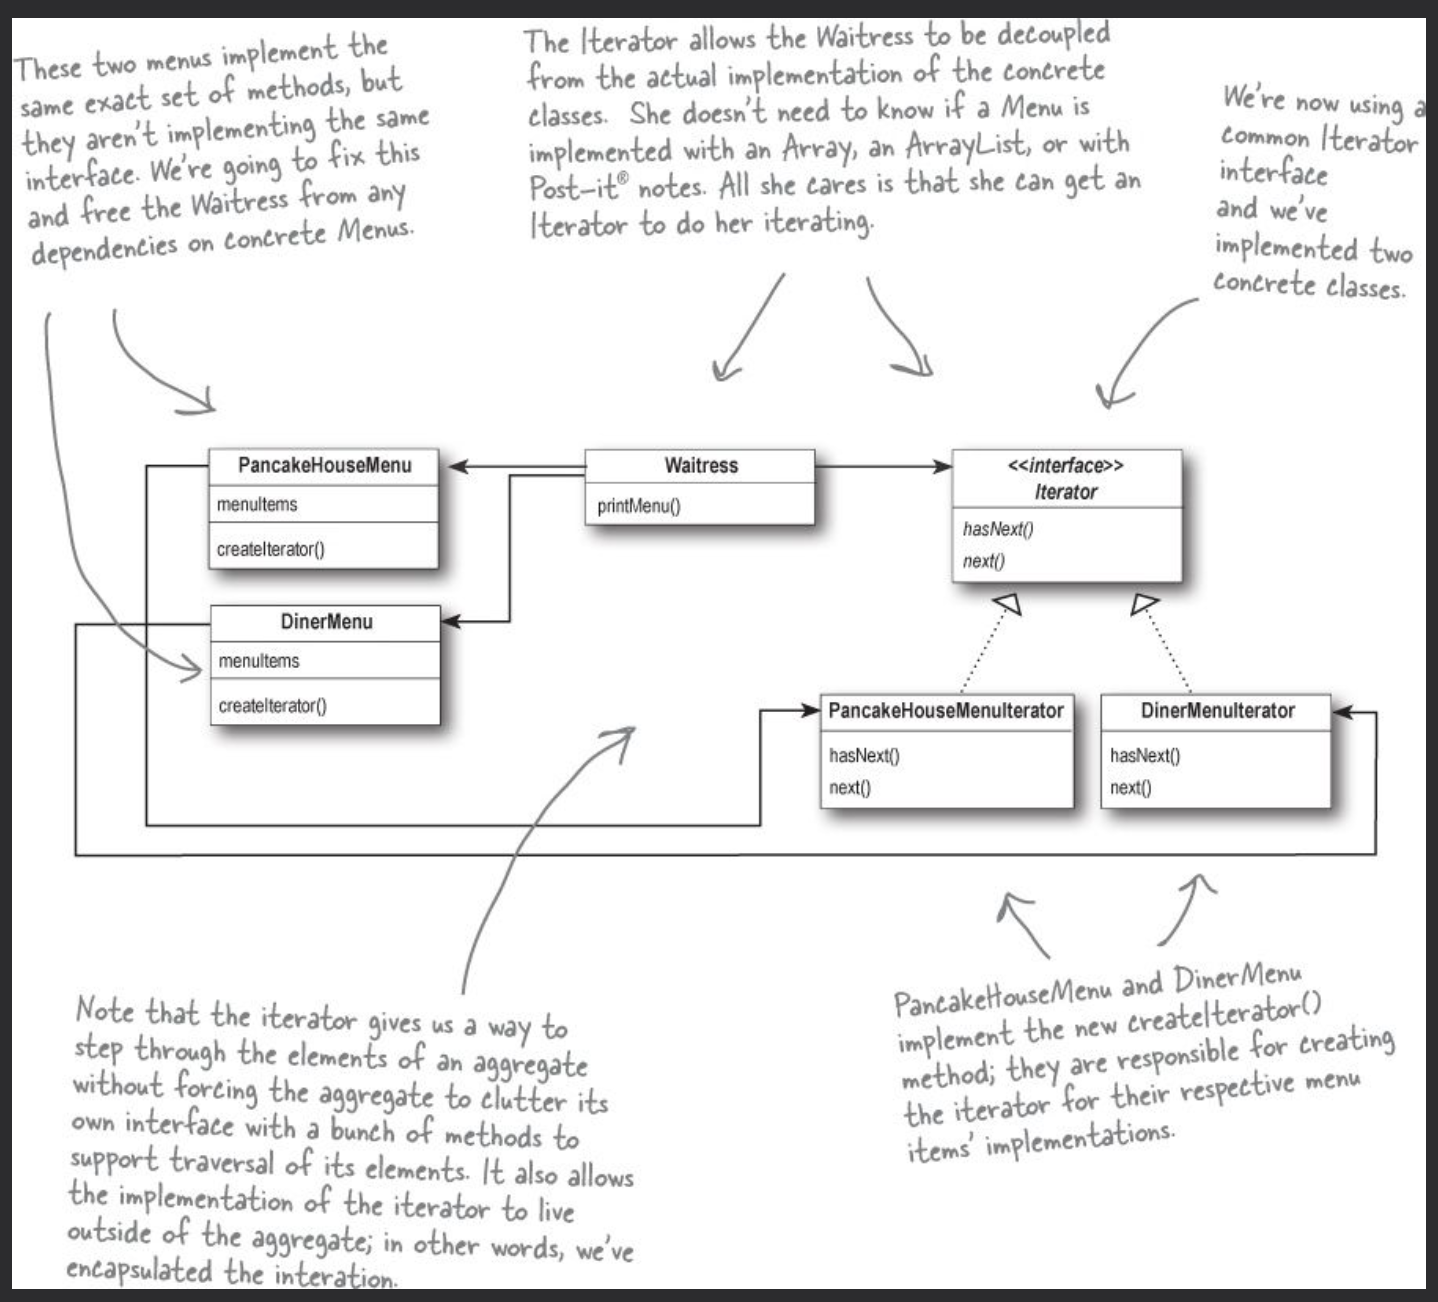 These two menus implement the
same exact set of methods, but
they aren't implementing the same
interface. We're going to fix this
and free the Waitress from any
dependencies on concrete Menus.
The Iterator allows the Waitress to be decoupled
from the actual implementation of the concrete
classes. She doesn't need to know if a Menu is
implemented with an Array, an ArrayList, or with
Post-it® notes. All she cares is that she can get an
Iterator to do her iterating.
We're now using a
common Iterator
interface
and we've
implemented two
concrete classes.
PancakeHouseMenu
menuItems
createIterator()
Waitress
printMenu()
<<interface>>
Iterator
hasNext()
next()
DinerMenu
menuItems
createIterator()
PancakeHouseMenuIterator
hasNext()
next()
DinerMenuIterator
hasNext()
next()
Note that the iterator gives us a way to
step through the elements of an aggregate
without forcing the aggregate to clutter its
own interface with a bunch of methods to
support traversal of its elements. It also allows
the implementation of the iterator to live
outside of the aggregate; in other words, we've
encapsulated the interation.
PancakeHouseMenu and DinerMenu
implement the new createIterator()
method; they are responsible for creating
the iterator for their respective menu
items' implementations.